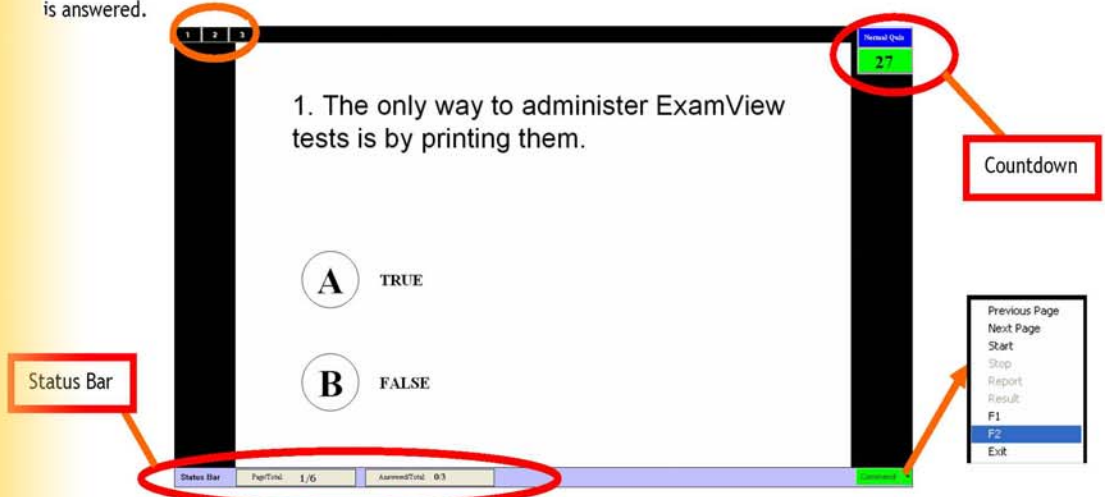 is answered.
1 2 3
Normal Quiz
27
1. The only way to administer ExamView
tests is by printing them.
Countdown
A TRUE
Previous Page
Next Page
Start
Stop
Report
Result
F1
F2
Exit
B FALSE
Status Bar
Status Bar Page/Total 1/6 Answered/Total 0/3 Command